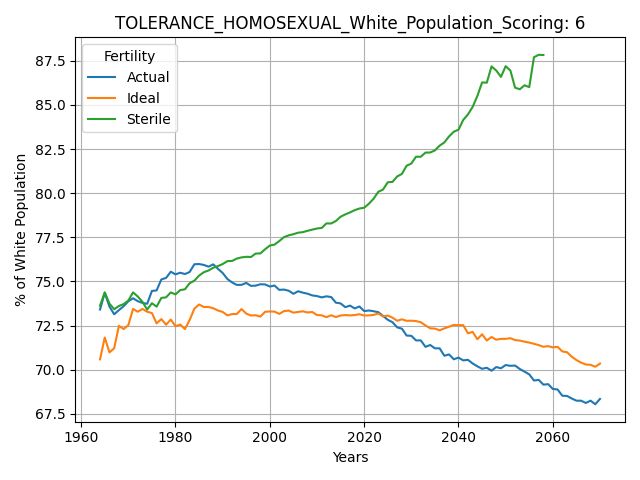 TOLERANCE_HOMOSEXUAL_White_Population_Scoring: 6
Fertility
Actual
Ideal
Sterile
% of White Population
87.5
85.0
82.5
80.0
77.5
75.0
72.5
70.0
67.5
1960
1980
2000
2020
2040
2060
Years